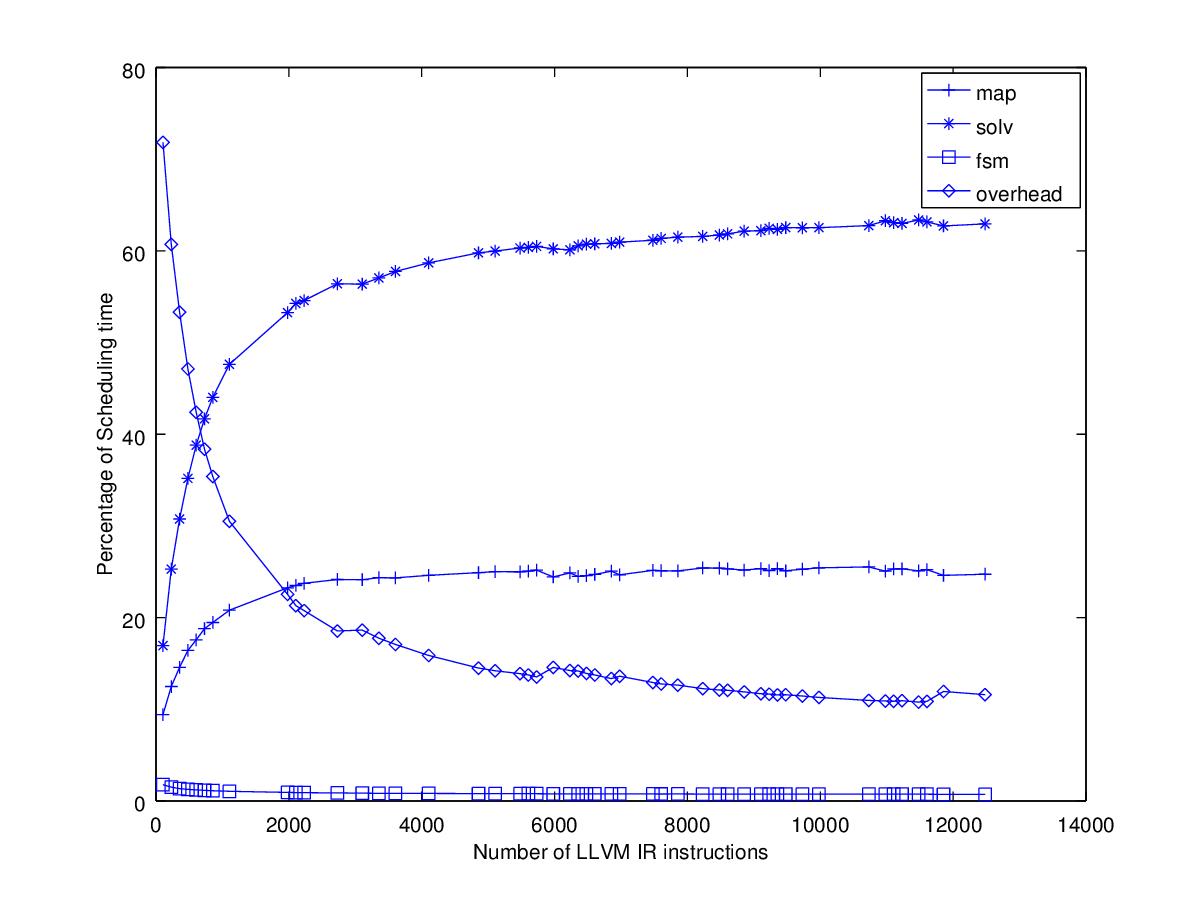 80
60
40
20
0
Percentage of Scheduling time
map
solv
fsm
overhead
0 2000 4000 6000 8000 10000 12000 14000
Number of LLVM IR instructions